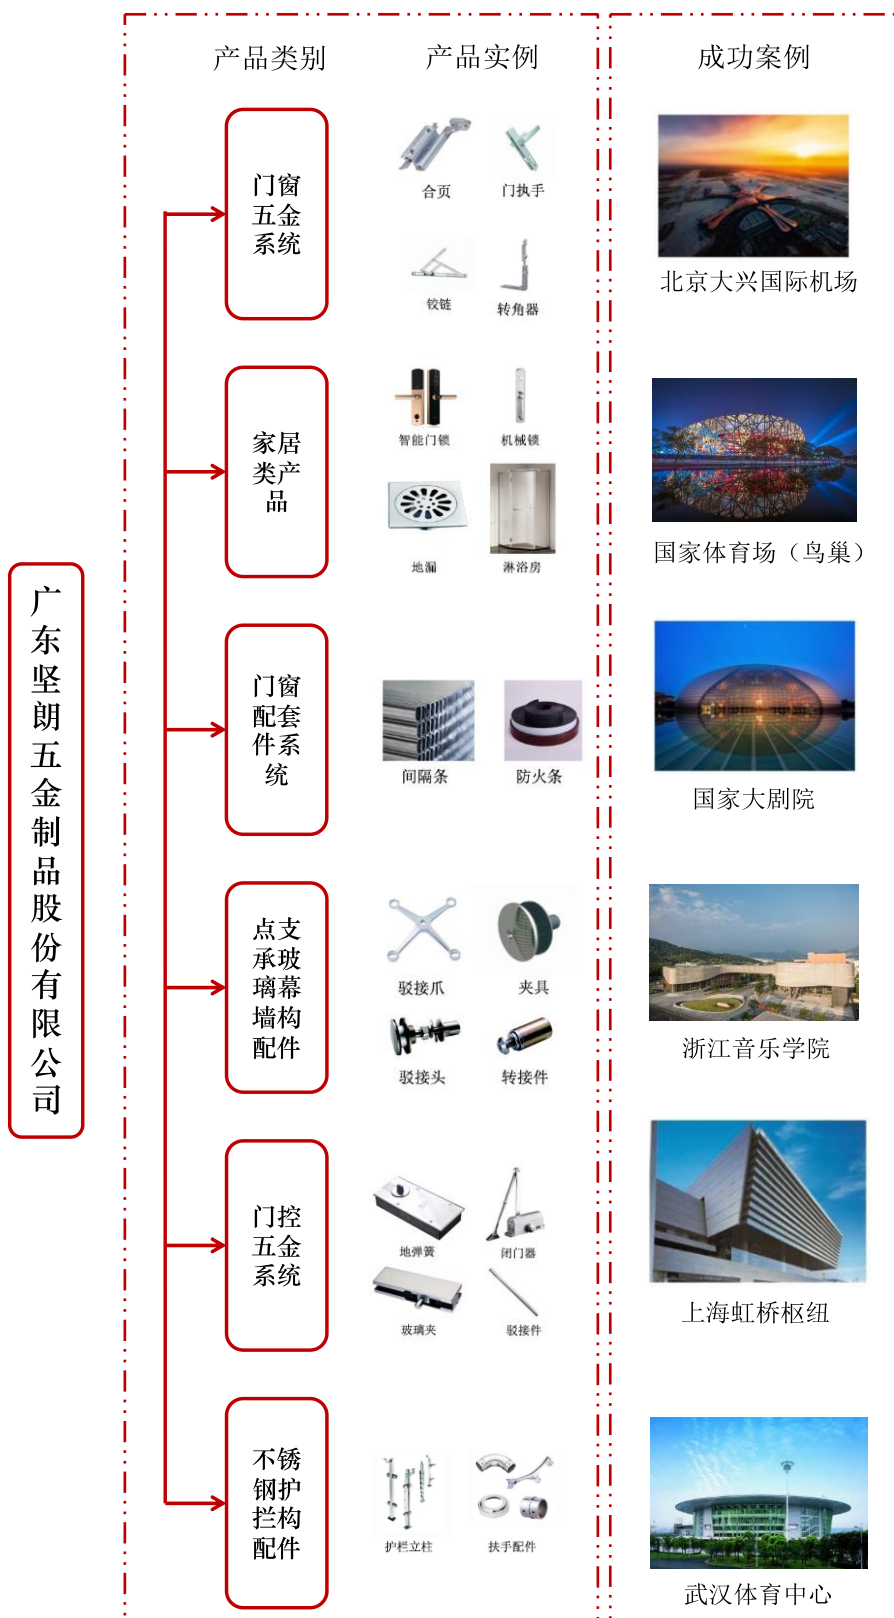 产品类别
产品实例
成功案例
广东坚朗五金制品股份有限公司
门窗
五金
系统
合页
门执手
铰链
转角器
北京大兴国际机场
家居
类产
品
智能门锁
机械锁
地漏
淋浴房
国家体育场（鸟巢）
门窗
配套
件系
统
间隔条
防火条
国家大剧院
点支
承玻
璃幕
墙构
配件
驳接爪
夹具
驳接头
转接件
浙江音乐学院
门控
五金
系统
地弹簧
闭门器
玻璃夹
驳接件
上海虹桥枢纽
不锈
钢护
拦构
配件
护栏立柱
扶手配件
武汉体育中心